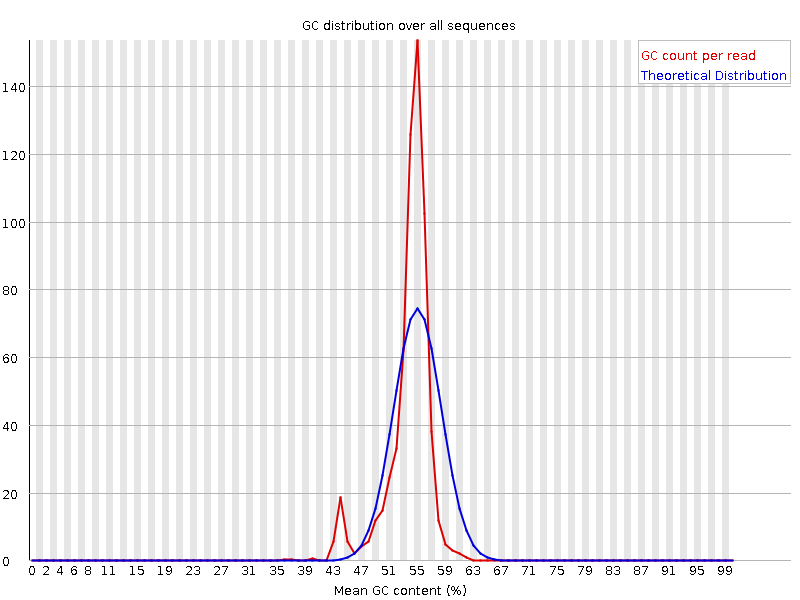 GC distribution over all sequences
GC count per read
Theoretical Distribution
140
120
100
80
60
40
20
0
0 2 4 6 8 11 15 19 23 27 31 35 39 43 47 51 55 59 63 67 71 75 79 83 87 91 95 99
Mean GC content (%)